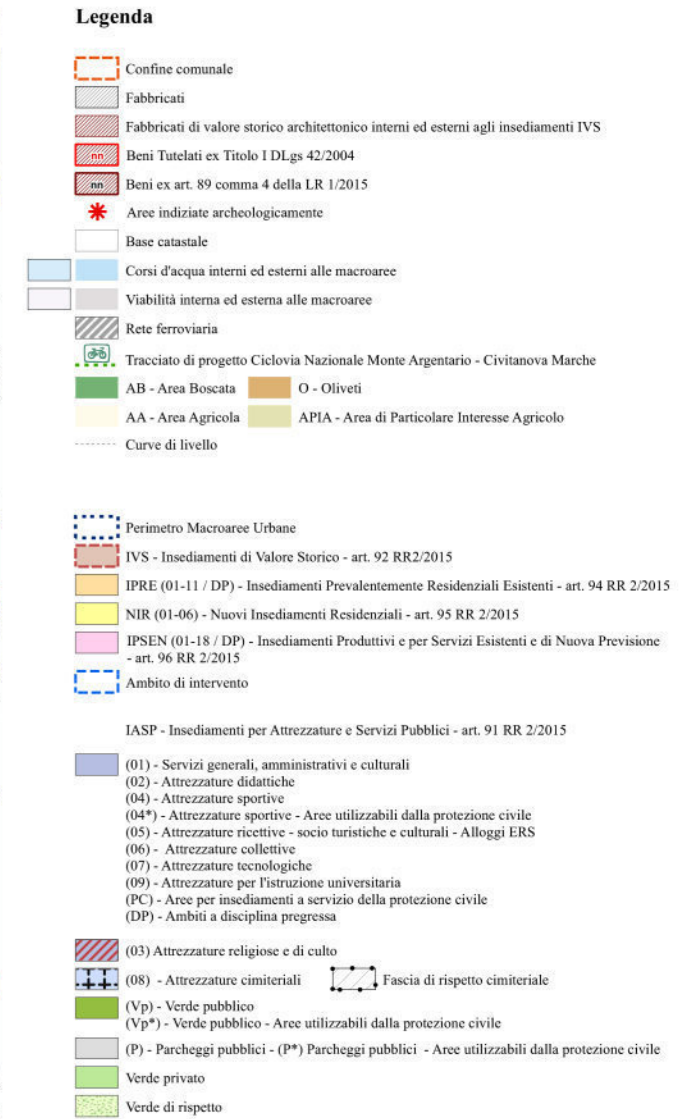 Legenda
Confine comunale
Fabbricati
Fabbricati di valore storico architettonico interni ed esterni agli insediamenti IVS
nn Beni Tutelati ex Titolo I DLgs 42/2004
nn Beni ex art. 89 comma 4 della LR 1/2015
Aree indiziate archeologicamente
Base catastale
Corsi d'acqua interni ed esterni alle macroaree
Viabilità interna ed esterna alle macroaree
Rete ferroviaria
Tracciato di progetto Ciclovia Nazionale Monte Argentario - Civitanova Marche
AB - Area Boscata O - Oliveti
AA - Area Agricola APIA - Area di Particolare Interesse Agricolo
Curve di livello
Perimetro Macroaree Urbane
IVS - Insediamenti di Valore Storico - art. 92 RR2/2015
IPRE (01-11 / DP) - Insediamenti Prevalentemente Residenziali Esistenti - art. 94 RR 2/2015
NIR (01-06) - Nuovi Insediamenti Residenziali - art. 95 RR 2/2015
IPSEN (01-18 / DP) - Insediamenti Produttivi e per Servizi Esistenti e di Nuova Previsione
- art. 96 RR 2/2015
Ambito di intervento
IASP - Insediamenti per Attrezzature e Servizi Pubblici - art. 91 RR 2/2015
(01) - Servizi generali, amministrativi e culturali
(02) - Attrezzature didattiche
(04) - Attrezzature sportive
(04*) - Attrezzature sportive - Aree utilizzabili dalla protezione civile
(05) - Attrezzature ricettive - socio turistiche e culturali - Alloggi ERS
(06) - Attrezzature collettive
(07) - Attrezzature tecnologiche
(09) - Attrezzature per l'istruzione universitaria
(PC) - Aree per insediamenti a servizio della protezione civile
(DP) - Ambiti a disciplina pregressa
(03) Attrezzature religiose e di culto
(08) - Attrezzature cimiteriali Fascia di rispetto cimiteriale
(Vp) - Verde pubblico
(Vp*) - Verde pubblico - Aree utilizzabili dalla protezione civile
(P) - Parcheggi pubblici - (P*) Parcheggi pubblici - Aree utilizzabili dalla protezione civile
Verde privato
Verde di rispetto